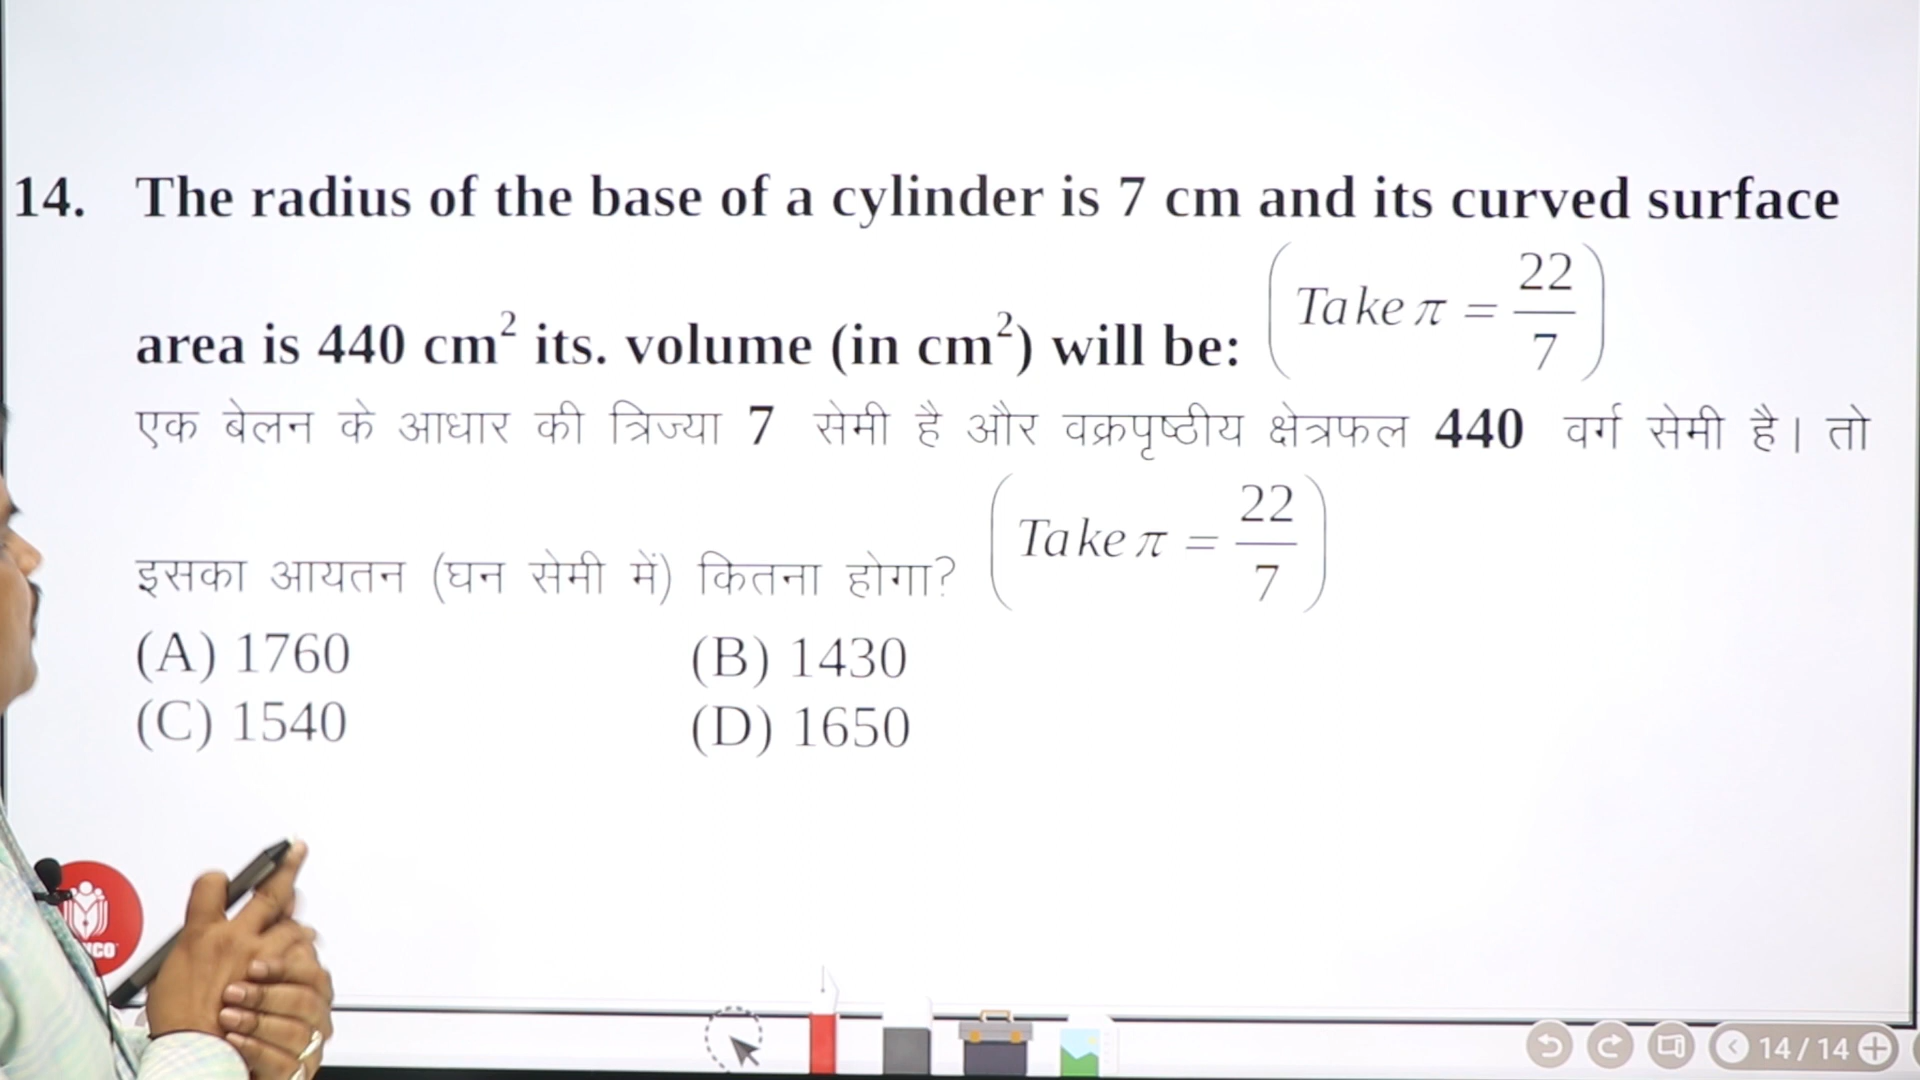 14. The radius of the base of a cylinder is 7 cm and its curved surface
area is 440 cm² its. volume (in cm²) will be: (Take π = 22/7)
एक बेलन के आधार की त्रिज्या 7 सेमी है और वक्रपृष्ठीय क्षेत्रफल 440 वर्ग सेमी है। तो
इसका आयतन (घन सेमी में) कितना होगा? (Take π = 22/7)
(A) 1760 (B) 1430
(C) 1540 (D) 1650
14/14